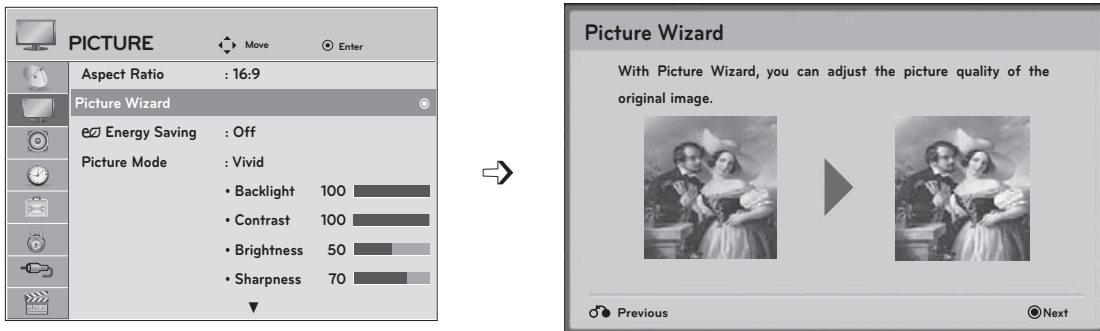 PICTURE
Move
Enter
Aspect Ratio : 16:9
Picture Wizard
Energy Saving : Off
Picture Mode : Vivid
• Backlight 100
• Contrast 100
• Brightness 50
• Sharpness 70
Picture Wizard
With Picture Wizard, you can adjust the picture quality of the
original image.
Previous
Next